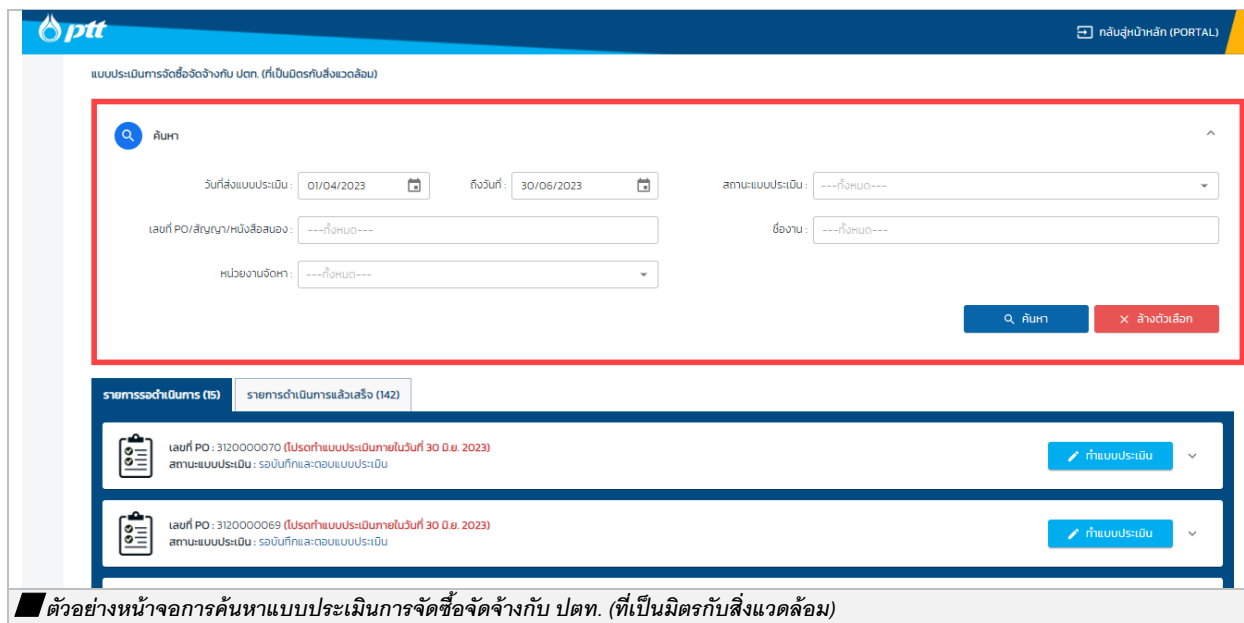 ptt
กลับสู่หน้าหลัก (PORTAL)
แบบประเมินการจัดซื้อจัดจ้างกับ ปตท. (ที่เป็นมิตรกับสิ่งแวดล้อม)
ค้นหา
วันที่ส่งแบบประเมิน : 01/04/2023 ถึงวันที่ : 30/06/2023 สถานะแบบประเมิน : ---ทั้งหมด---
เลขที่ PO/สัญญา/หนังสือสนอง : ---ทั้งหมด--- ชื่องาน : ---ทั้งหมด---
หน่วยงานจัดหา : ---ทั้งหมด---
ค้นหา × ล้างตัวเลือก
รายการรอดำเนินการ (15) รายการดำเนินการแล้วเสร็จ (142)
เลขที่ PO : 3120000070 (โปรดทำแบบประเมินภายในวันที่ 30 มิ.ย. 2023)
สถานะแบบประเมิน : รอบันทึกและตอบแบบประเมิน
ทำแบบประเมิน
เลขที่ PO : 3120000069 (โปรดทำแบบประเมินภายในวันที่ 30 มิ.ย. 2023)
สถานะแบบประเมิน : รอบันทึกและตอบแบบประเมิน
ทำแบบประเมิน
ตัวอย่างหน้าจอการค้นหาแบบประเมินการจัดซื้อจัดจ้างกับ ปตท. (ที่เป็นมิตรกับสิ่งแวดล้อม)